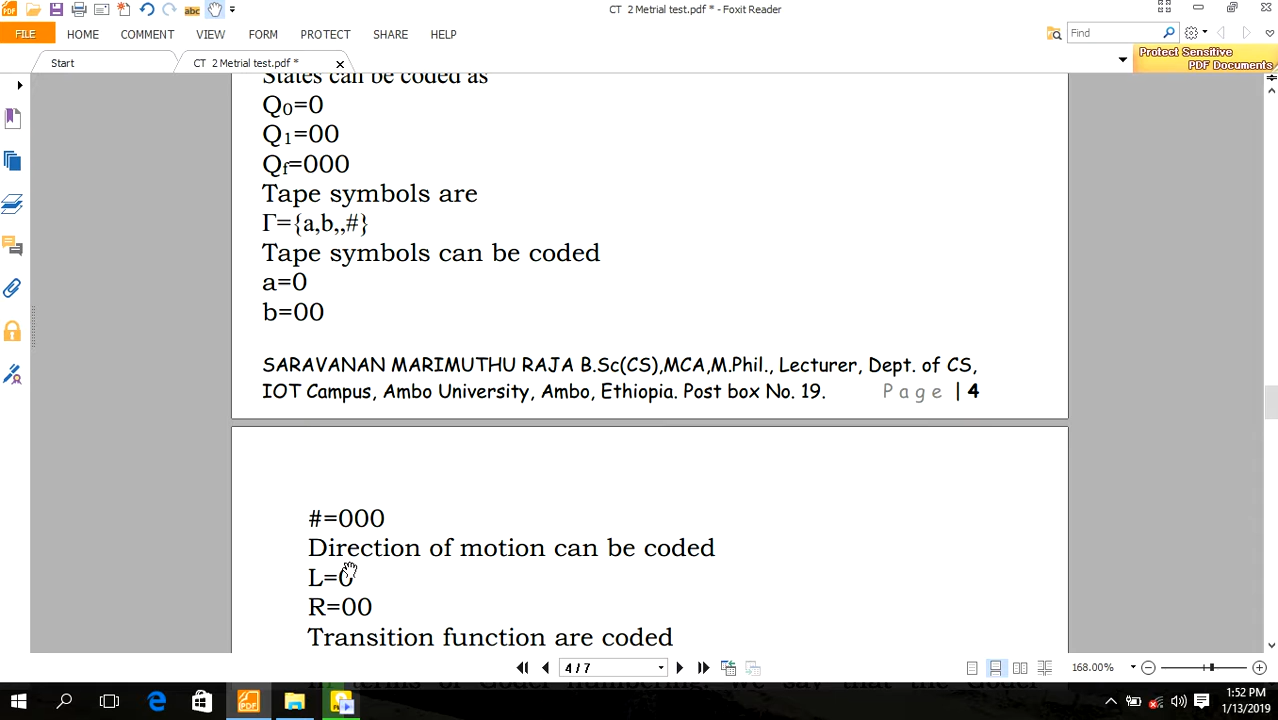 CT 2 Metrial test.pdf * - Foxit Reader
FILE HOME COMMENT VIEW FORM PROTECT SHARE HELP
Find
Start CT 2 Metrial test.pdf *
Protect Sensitive
PDF Documents
States can be coded as
Q0=0
Q1=00
Qf=000
Tape symbols are
Γ={a,b,,#}
Tape symbols can be coded
a=0
b=00
SARAVANAN MARIMUTHU RAJA B.Sc(CS),MCA,M.Phil., Lecturer, Dept. of CS,
IOT Campus, Ambo University, Ambo, Ethiopia. Post box No. 19. Page | 4
#=000
Direction of motion can be coded
L=0
R=00
Transition function are coded
4 / 7
168.00%
1:52 PM
1/13/2019